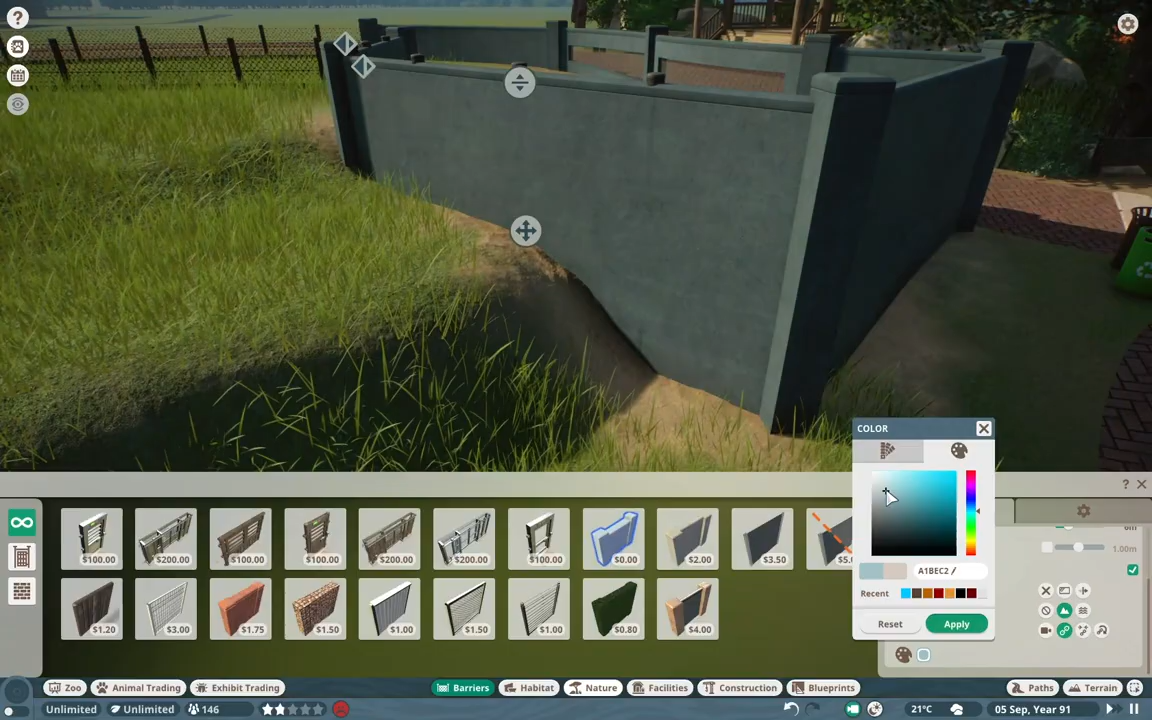 ?
COLOR
? ×
$100.00 $200.00 $100.00 $100.00 $200.00 $200.00 $100.00 $0.00 $2.00 $3.50
0m
1.00m
A1BEC2
Recent
$1.20 $3.00 $1.75 $1.50 $1.00 $1.50 $1.00 $0.80 $4.00
Reset Apply
Zoo Animal Trading Exhibit Trading Barriers Habitat Nature Facilities Construction Blueprints Paths Terrain
Unlimited Unlimited 146 21°C 05 Sep, Year 91